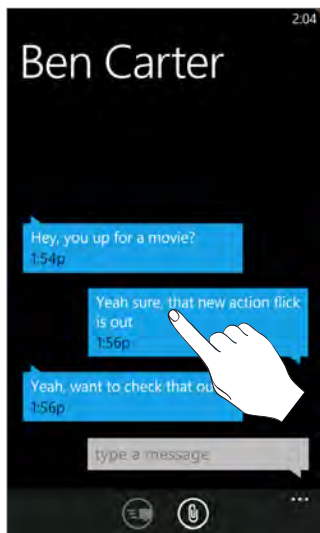 2:04
Ben Carter
Hey, you up for a movie?
1:54p
Yeah sure, that new action flick
is out
1:56p
Yeah, want to check that
1:56p
type a message
...